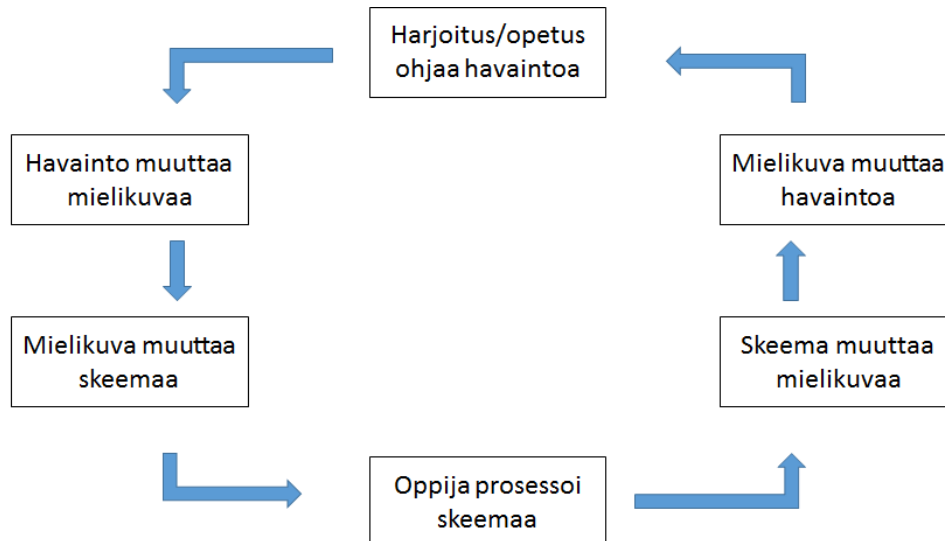 Harjoitus/opetus
ohjaa havaintoa
Havainto muuttaa
mielikuvaa
Mielikuva muuttaa
havaintoa
Mielikuva muuttaa
skeemaa
Skeema muuttaa
mielikuvaa
Oppija prosessoi
skeemaa